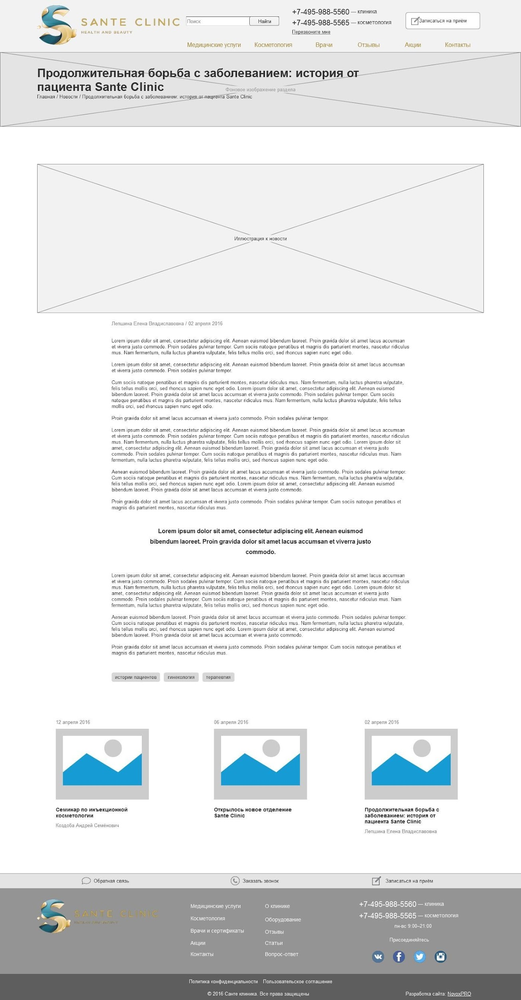 SANTE CLINIC
HEALTH AND BEAUTY
Поиск
Найти
+7-495-988-5560 — клиника
+7-495-988-5565 — косметология
Перезвоните мне
Записаться на приём
Медицинские услуги
Косметология
Врачи
Отзывы
Акции
Контакты
Продолжительная борьба с заболеванием: история от
пациента Sante Clinic
Фоновое изображение раздела
Главная / Новости / Продолжительная борьба с заболеванием: история от пациента Sante Clinic
Иллюстрация к новости
Лепшина Елена Владиславовна / 02 апреля 2016
Lorem ipsum dolor sit amet, consectetur adipiscing elit. Aenean euismod bibendum laoreet. Proin gravida dolor sit amet lacus accumsan
et viverra justo commodo. Proin sodales pulvinar tempor. Cum sociis natoque penatibus et magnis dis parturient montes, nascetur ridiculus
mus. Nam fermentum, nulla luctus pharetra vulputate, felis tellus mollis orci, sed rhoncus sapien nunc eget odio.
Lorem ipsum dolor sit amet, consectetur adipiscing elit. Aenean euismod bibendum laoreet. Proin gravida dolor sit amet lacus accumsan
et viverra justo commodo. Proin sodales pulvinar tempor.
Cum sociis natoque penatibus et magnis dis parturient montes, nascetur ridiculus mus. Nam fermentum, nulla luctus pharetra vulputate,
felis tellus mollis orci, sed rhoncus sapien nunc eget odio. Lorem ipsum dolor sit amet, consectetur adipiscing elit. Aenean euismod
bibendum laoreet. Proin gravida dolor sit amet lacus accumsan et viverra justo commodo. Proin sodales pulvinar tempor. Cum sociis
natoque penatibus et magnis dis parturient montes, nascetur ridiculus mus. Nam fermentum, nulla luctus pharetra vulputate, felis tellus
mollis orci, sed rhoncus sapien nunc eget odio.
Proin gravida dolor sit amet lacus accumsan et viverra justo commodo. Proin sodales pulvinar tempor.
Lorem ipsum dolor sit amet, consectetur adipiscing elit. Aenean euismod bibendum laoreet. Proin gravida dolor sit amet lacus accumsan
et viverra justo commodo. Proin sodales pulvinar tempor. Cum sociis natoque penatibus et magnis dis parturient montes, nascetur ridiculus
mus. Nam fermentum, nulla luctus pharetra vulputate, felis tellus mollis orci, sed rhoncus sapien nunc eget odio. Lorem ipsum dolor sit
amet, consectetur adipiscing elit. Aenean euismod bibendum laoreet. Proin gravida dolor sit amet lacus accumsan et viverra justo
commodo. Proin sodales pulvinar tempor. Cum sociis natoque penatibus et magnis dis parturient montes, nascetur ridiculus mus. Nam
fermentum, nulla luctus pharetra vulputate, felis tellus mollis orci, sed rhoncus sapien nunc eget odio.
Aenean euismod bibendum laoreet. Proin gravida dolor sit amet lacus accumsan et viverra justo commodo. Proin sodales pulvinar tempor.
Cum sociis natoque penatibus et magnis dis parturient montes, nascetur ridiculus mus. Nam fermentum, nulla luctus pharetra vulputate,
felis tellus mollis orci, sed rhoncus sapien nunc eget odio. Lorem ipsum dolor sit amet, consectetur adipiscing elit. Aenean euismod
bibendum laoreet. Proin gravida dolor sit amet lacus accumsan et viverra justo commodo.
Proin gravida dolor sit amet lacus accumsan et viverra justo commodo. Proin sodales pulvinar tempor. Cum sociis natoque penatibus et
magnis dis parturient montes, nascetur ridiculus mus.
Lorem ipsum dolor sit amet, consectetur adipiscing elit. Aenean euismod
bibendum laoreet. Proin gravida dolor sit amet lacus accumsan et viverra justo
commodo.
Lorem ipsum dolor sit amet, consectetur adipiscing elit. Aenean euismod bibendum laoreet. Proin gravida dolor sit amet lacus accumsan
et viverra justo commodo. Proin sodales pulvinar tempor. Cum sociis natoque penatibus et magnis dis parturient montes, nascetur ridiculus
mus. Nam fermentum, nulla luctus pharetra vulputate, felis tellus mollis orci, sed rhoncus sapien nunc eget odio. Lorem ipsum dolor sit
amet, consectetur adipiscing elit. Aenean euismod bibendum laoreet. Proin gravida dolor sit amet lacus accumsan et viverra justo
commodo. Proin sodales pulvinar tempor. Cum sociis natoque penatibus et magnis dis parturient montes, nascetur ridiculus mus. Nam
fermentum, nulla luctus pharetra vulputate, felis tellus mollis orci, sed rhoncus sapien nunc eget odio.
Aenean euismod bibendum laoreet. Proin gravida dolor sit amet lacus accumsan et viverra justo commodo. Proin sodales pulvinar tempor.
Cum sociis natoque penatibus et magnis dis parturient montes, nascetur ridiculus mus. Nam fermentum, nulla luctus pharetra vulputate,
felis tellus mollis orci, sed rhoncus sapien nunc eget odio. Lorem ipsum dolor sit amet, consectetur adipiscing elit. Aenean euismod
bibendum laoreet. Proin gravida dolor sit amet lacus accumsan et viverra justo commodo.
Proin gravida dolor sit amet lacus accumsan et viverra justo commodo. Proin sodales pulvinar tempor. Cum sociis natoque penatibus et
magnis dis parturient montes, nascetur ridiculus mus.
истории пациентов
гинекология
терапевтия
12 апреля 2016
Семинар по инъекционной
косметологии
Коздоба Андрей Семёнович
06 апреля 2016
Открылось новое отделение
Sante Clinic
02 апреля 2016
Продолжительная борьба с
заболеванием: история от
пациента Sante Clinic
Лепшина Елена Владиславовна
Обратная связь
Заказать звонок
Записаться на приём
SANTE CLINIC
Медицинские услуги
Косметология
Врачи и сертификаты
Акции
Контакты
О клинике
Оборудование
Отзывы
Статьи
Вопрос-ответ
+7-495-988-5560 — клиника
+7-495-988-5565 — косметология
пн-вс 9:00–21:00
Присоединяйтесь
Политика конфиденциальности
Пользовательское соглашение
© 2016 Санте клиника. Все права защищены
Разработка сайта: NovoxPRO